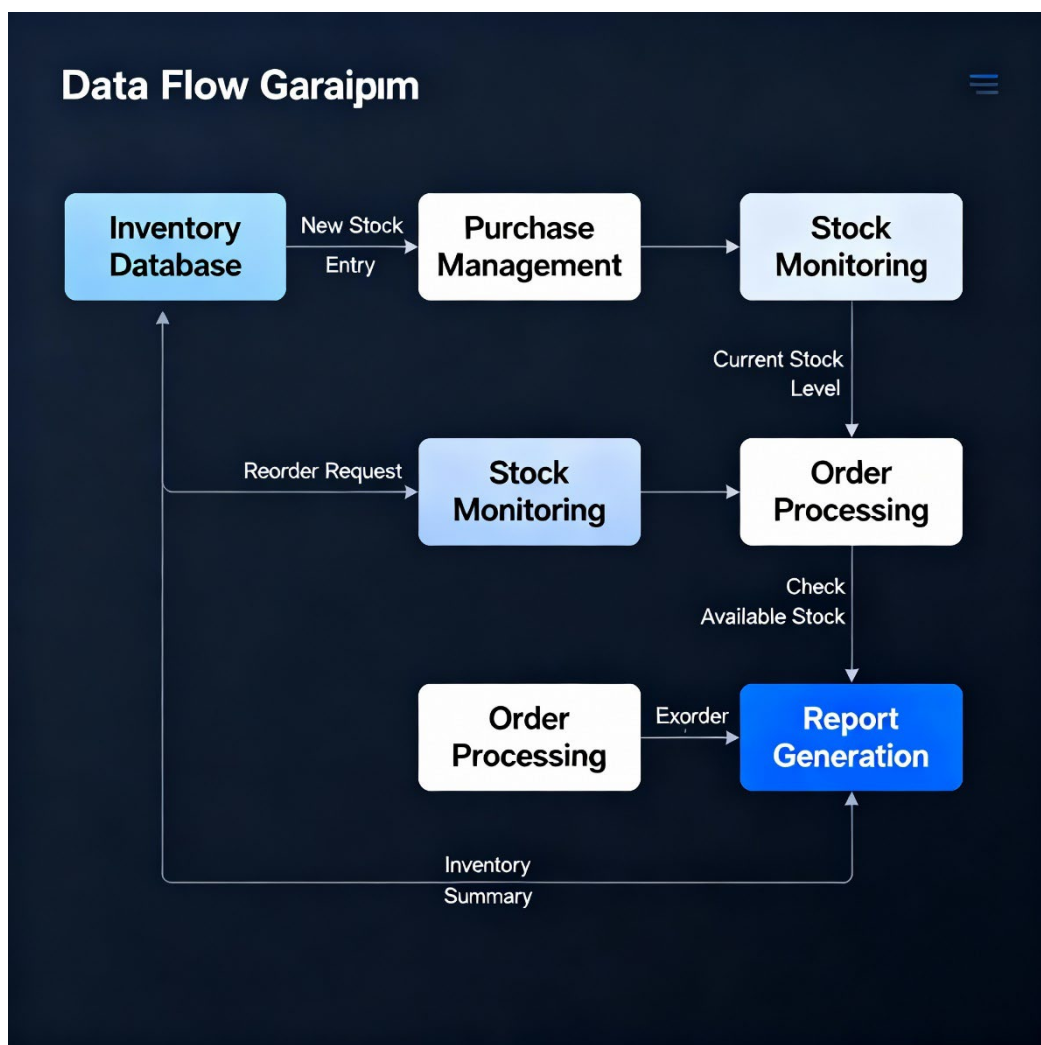 Data Flow Garaipım
Inventory
Database
New Stock
Entry
Purchase
Management
Stock
Monitoring
Current Stock
Level
Reorder Request
Stock
Monitoring
Order
Processing
Check
Available Stock
Order
Processing
Exorder
Report
Generation
Inventory
Summary